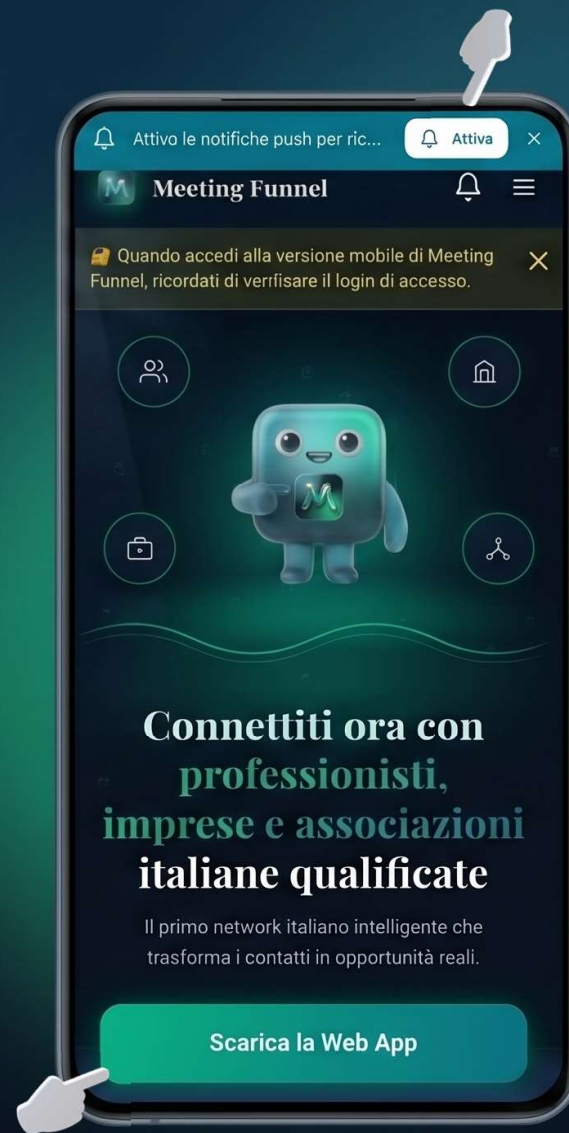 Attiva le notifiche push per ric...
Attiva
M Meeting Funnel
Quando accedi alla versione mobile di Meeting
Funnel, ricordati di verrfisare il login di accesso.
M
Connettiti ora con
professionisti,
imprese e associazioni
italiane qualificate
Il primo network italiano intelligente che
trasforma i contatti in opportunità reali.
Scarica la Web App